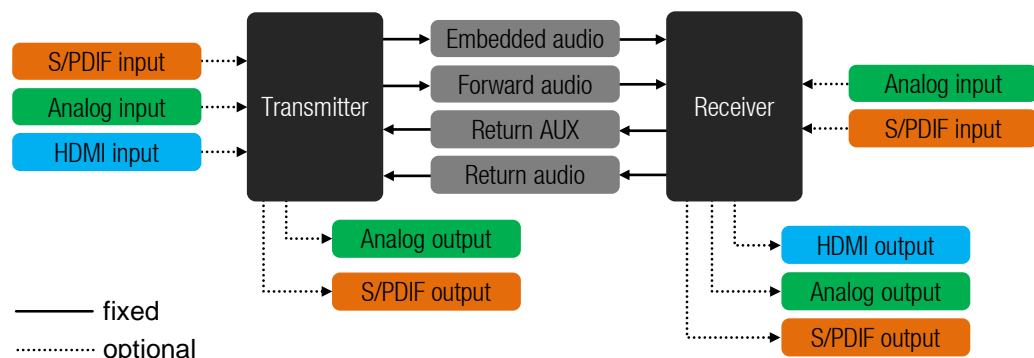 Embedded audio
S/PDIF input
Forward audio
Analog input
Transmitter
Receiver
Analog input
Return AUX
S/PDIF input
HDMI input
Return audio
Analog output
HDMI output
S/PDIF output
Analog output
fixed
S/PDIF output
optional